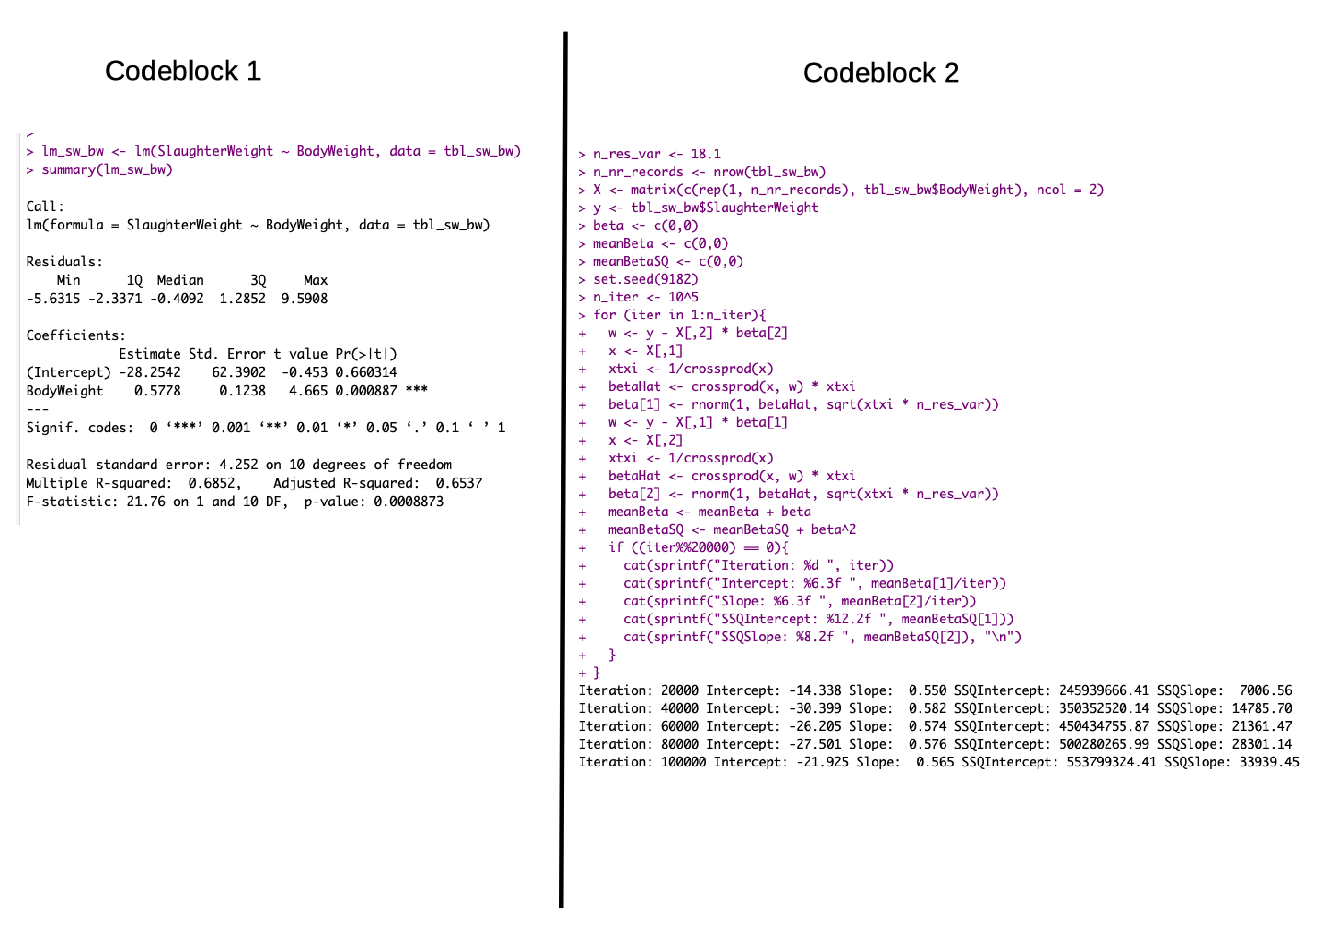 Codeblock 1
> lm_sw_bw <- lm(SlaughterWeight ~ BodyWeight, data = tbl_sw_bw)
> summary(lm_sw_bw)
Call:
lm(formula = SlaughterWeight ~ BodyWeight, data = tbl_sw_bw)
Residuals:
    Min      1Q  Median      3Q     Max
-5.6315 -2.3371 -0.4092  1.2852  9.5908
Coefficients:
            Estimate Std. Error t value Pr(>|t|)
(Intercept) -28.2542    62.3902  -0.453 0.660314
BodyWeight    0.5778     0.1238   4.665 0.000887 ***
---
Signif. codes:  0 ‘***’ 0.001 ‘**’ 0.01 ‘*’ 0.05 ‘.’ 0.1 ‘ ’ 1
Residual standard error: 4.252 on 10 degrees of freedom
Multiple R-squared:  0.6852,    Adjusted R-squared:  0.6537
F-statistic: 21.76 on 1 and 10 DF,  p-value: 0.0008873
Codeblock 2
> n_res_var <- 18.1
> n_nr_records <- nrow(tbl_sw_bw)
> X <- matrix(c(rep(1, n_nr_records), tbl_sw_bw$BodyWeight), ncol = 2)
> y <- tbl_sw_bw$SlaughterWeight
> beta <- c(0,0)
> meanBeta <- c(0,0)
> meanBetaSQ <- c(0,0)
> set.seed(9182)
> n_iter <- 10^5
> for (iter in 1:n_iter){
+   w <- y - X[,2] * beta[2]
+   x <- X[,1]
+   xtxi <- 1/crossprod(x)
+   betaHat <- crossprod(x, w) * xtxi
+   beta[1] <- rnorm(1, betaHat, sqrt(xtxi * n_res_var))
+   w <- y - X[,1] * beta[1]
+   x <- X[,2]
+   xtxi <- 1/crossprod(x)
+   betaHat <- crossprod(x, w) * xtxi
+   beta[2] <- rnorm(1, betaHat, sqrt(xtxi * n_res_var))
+   meanBeta <- meanBeta + beta
+   meanBetaSQ <- meanBetaSQ + beta^2
+   if ((iter%%20000) == 0){
+     cat(sprintf("Iteration: %d ", iter))
+     cat(sprintf("Intercept: %6.3f ", meanBeta[1]/iter))
+     cat(sprintf("Slope: %6.3f ", meanBeta[2]/iter))
+     cat(sprintf("SSQIntercept: %12.2f ", meanBetaSQ[1]))
+     cat(sprintf("SSQSlope: %8.2f ", meanBetaSQ[2]), "\n")
+   }
+ }
Iteration: 20000 Intercept: -14.338 Slope:  0.550 SSQIntercept: 245939666.41 SSQSlope:  7006.56
Iteration: 40000 Intercept: -30.399 Slope:  0.582 SSQIntercept: 350352520.14 SSQSlope: 14785.70
Iteration: 60000 Intercept: -26.205 Slope:  0.574 SSQIntercept: 450434755.87 SSQSlope: 21361.47
Iteration: 80000 Intercept: -27.501 Slope:  0.576 SSQIntercept: 500280265.99 SSQSlope: 28301.14
Iteration: 100000 Intercept: -21.925 Slope:  0.565 SSQIntercept: 553799324.41 SSQSlope: 33939.45